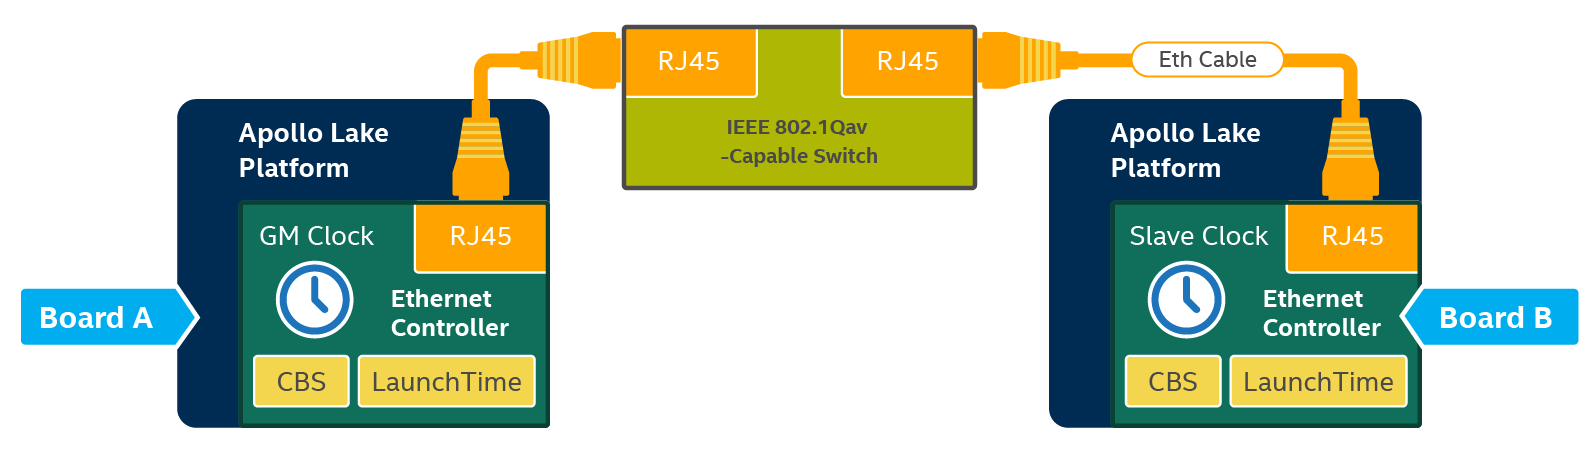 RJ45
RJ45
Eth Cable
IEEE 802.1Qav
-Capable Switch
Apollo Lake
Platform
GM Clock
RJ45
Ethernet
Controller
CBS
LaunchTime
Board A
Apollo Lake
Platform
Slave Clock
RJ45
Ethernet
Controller
CBS
LaunchTime
Board B